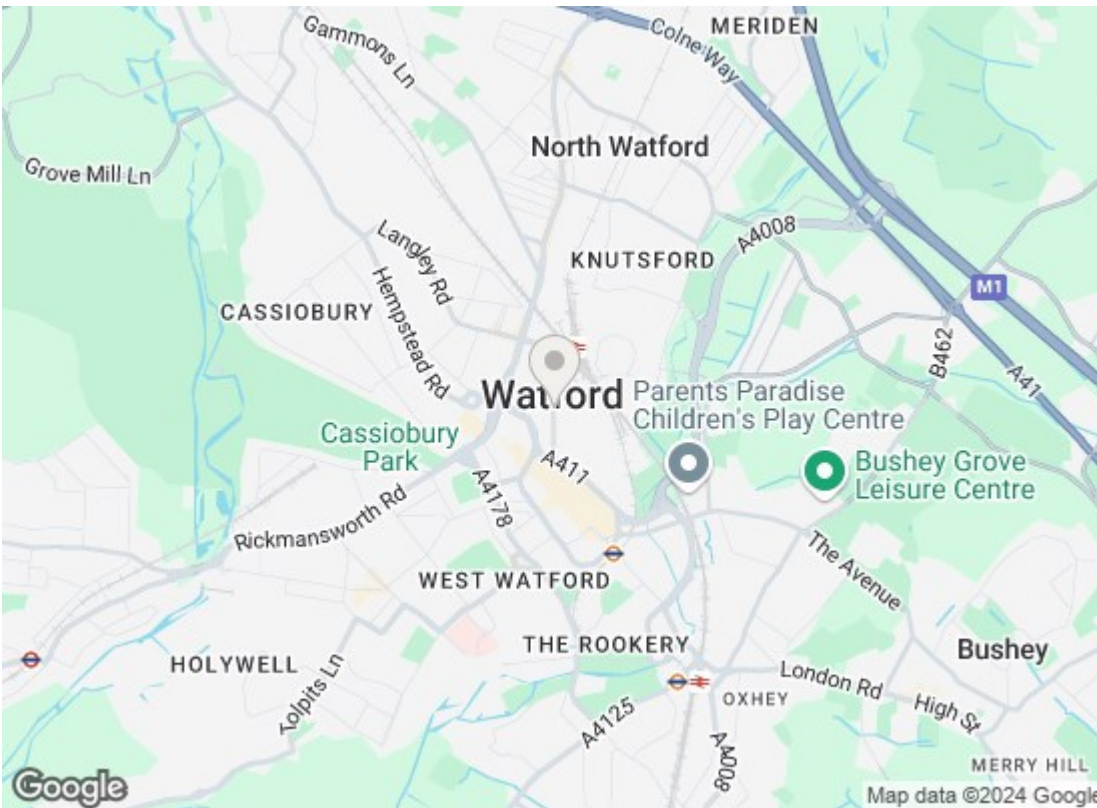 MERIDEN
Gammons Ln
Colne Way
North Watford
Grove Mill Ln
A4008
Langley Rd
KNUTSFORD
M1
Hempstead Rd
CASSIOBURY
B462
A41
Watford
Parents Paradise
Children's Play Centre
Cassiobury
Park
A411
Bushey Grove
Leisure Centre
A4178
Rickmansworth Rd
The Avenue
WEST WATFORD
THE ROOKERY
Bushey
HOLYWELL
Tolpits Ln
London Rd
OXHEY
High St
A4125
A4008
MERRY HILL
Google
Map data ©2024 Google